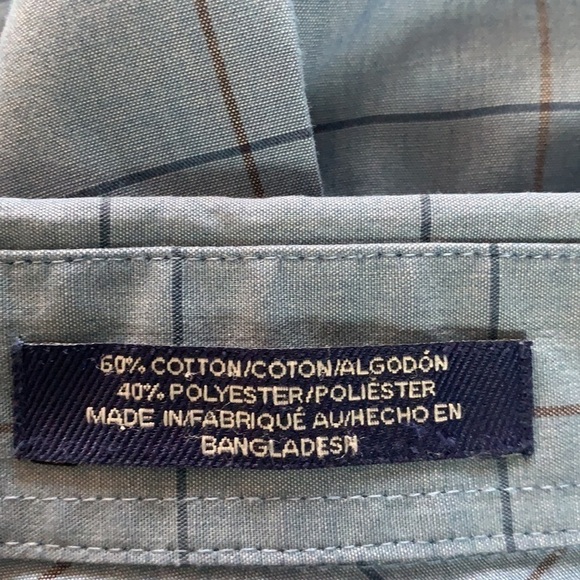 60% COTTON/COTON/ALGODÓN
40% POLYESTER/POLIÉSTER
MADE IN/FABRIQUÉ AU/HECHO EN
BANGLADESH